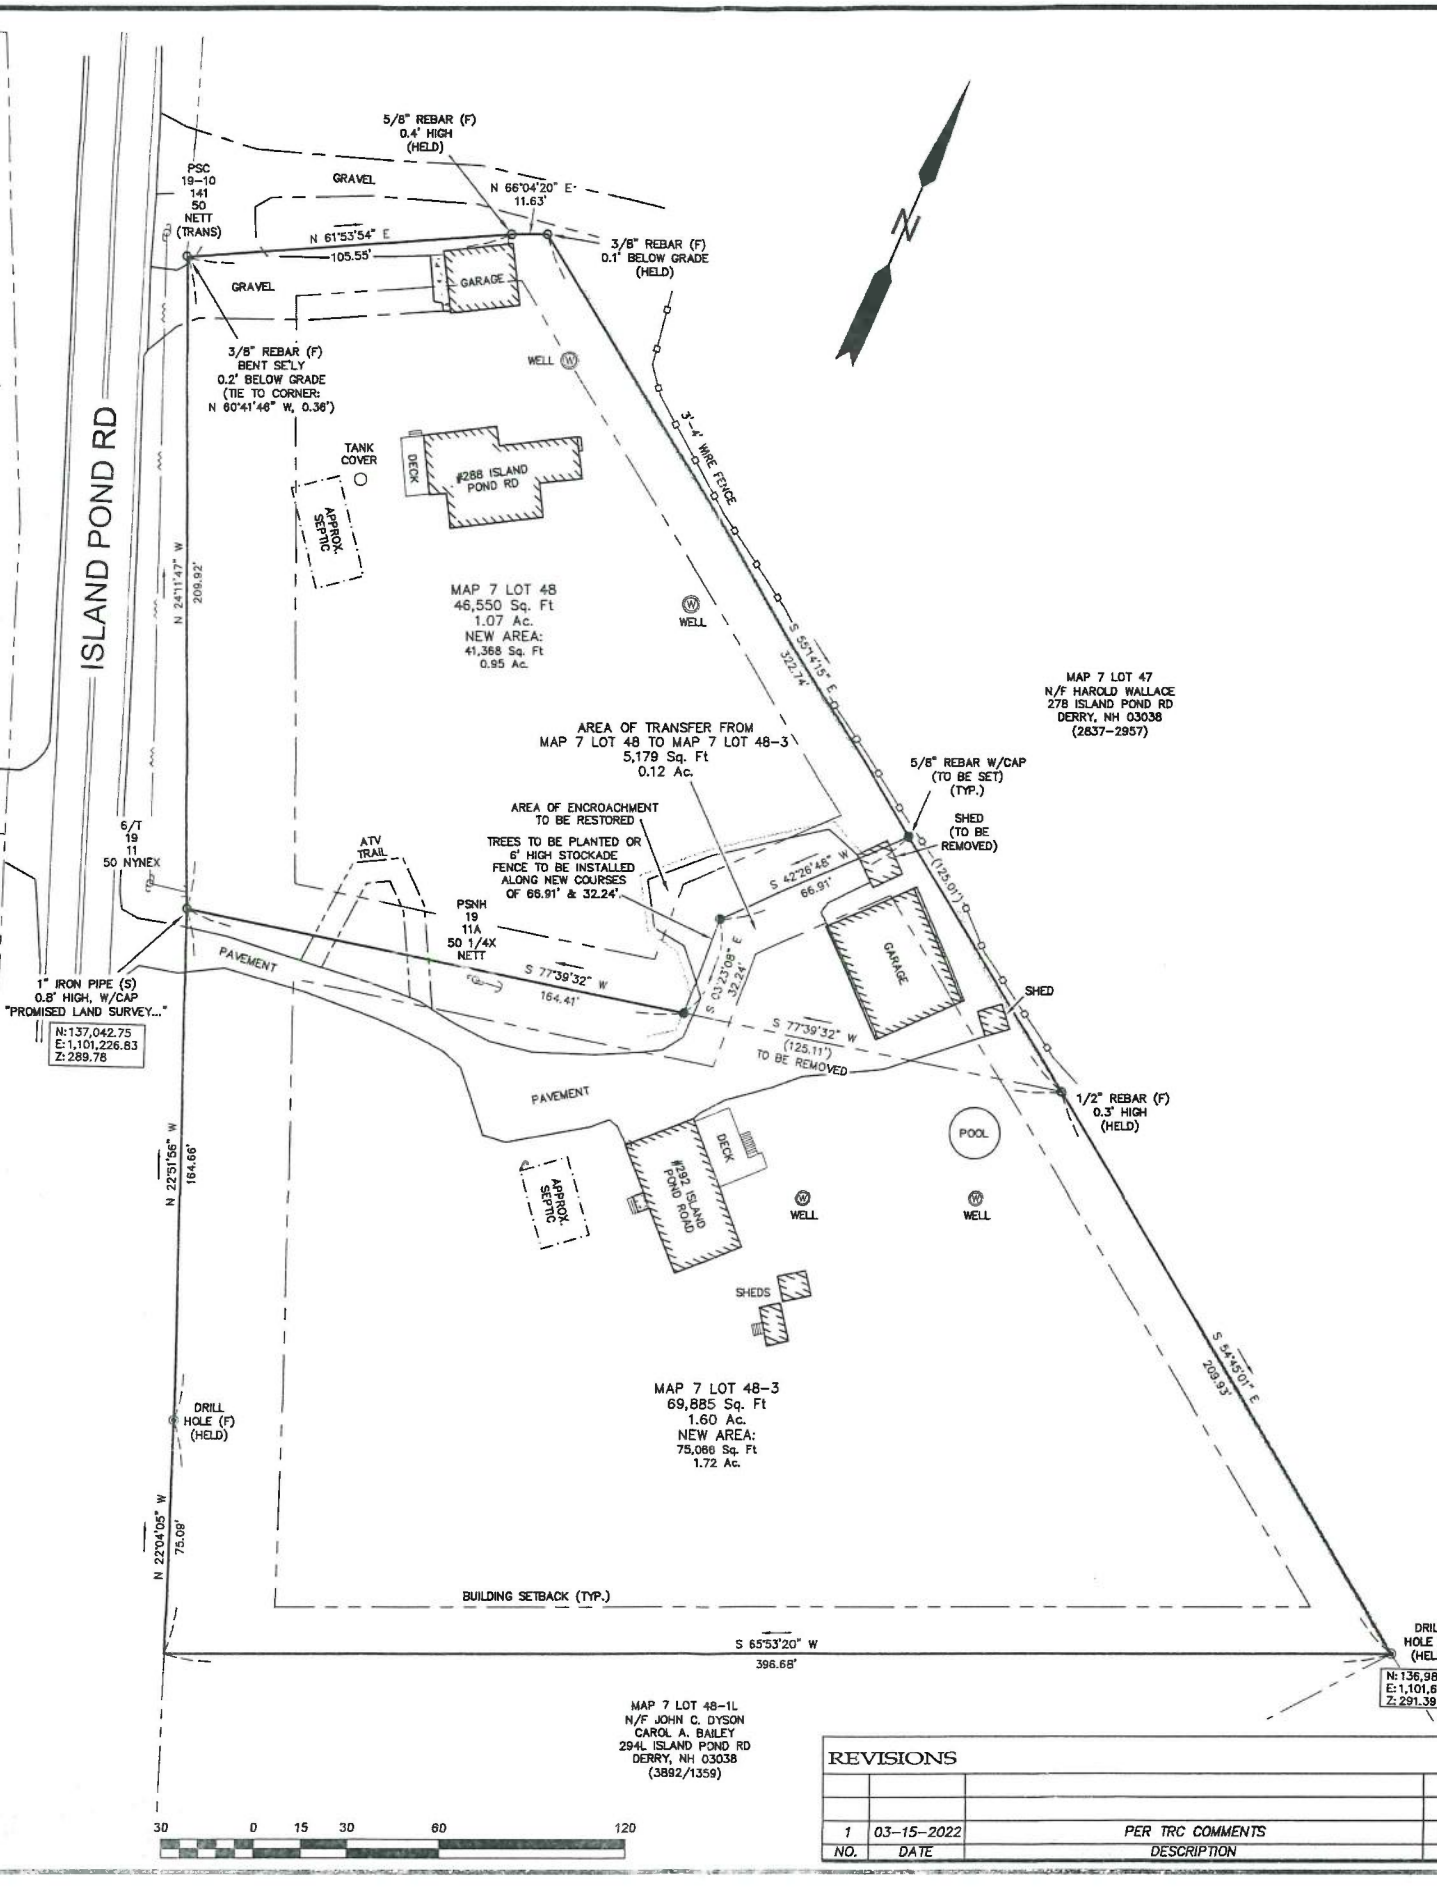 5/8" REBAR (F)
0.4' HIGH
(HELD)
PSC
19-10
141
50
NETT
(TRANS)
GRAVEL
N 66°04'20" E
11.63'
N 61°53'54" E
105.55'
3/8" REBAR (F)
0.1' BELOW GRADE
(HELD)
N
GRAVEL
GARAGE
WELL
W
3/8" REBAR (F)
BENT SE'LY
0.2' BELOW GRADE
(TIE TO CORNER:
N 60°41'46" W, 0.36')
ISLAND POND RD
TANK
COVER
DECK
#288 ISLAND
POND RD
3'-4' WIRE FENCE
APPROX.
SEPTIC
N 24°11'47" W
209.92'
MAP 7 LOT 48
46,550 Sq. Ft
1.07 Ac.
NEW AREA:
41,368 Sq. Ft
0.95 Ac.
W
WELL
S 55°14'15" E
322.74'
MAP 7 LOT 47
N/F HAROLD WALLACE
278 ISLAND POND RD
DERRY, NH 03038
(2837-2957)
AREA OF TRANSFER FROM
MAP 7 LOT 48 TO MAP 7 LOT 48-3
5,179 Sq. Ft
0.12 Ac.
5/8" REBAR W/CAP
(TO BE SET)
(TYP.)
AREA OF ENCROACHMENT
TO BE RESTORED
SHED
(TO BE
REMOVED)
6/T
19
11
50 NYNEX
ATV
TRAIL
TREES TO BE PLANTED OR
6' HIGH STOCKADE
FENCE TO BE INSTALLED
ALONG NEW COURSES
OF 66.91' & 32.24'
S 42°26'48" W
66.91'
(125.01')
PSNH
19
11A
50 1/4X
NETT
PAVEMENT
S 77°39'32" W
164.41'
S 03°23'08" E
32.24'
GARAGE
SHED
1" IRON PIPE (S)
0.8' HIGH, W/CAP
"PROMISED LAND SURVEY..."
N:137,042.75
E:1,101,226.83
Z:289.78
S 77°39'32" W
(125.11')
TO BE REMOVED
PAVEMENT
1/2" REBAR (F)
0.3' HIGH
(HELD)
POOL
DECK
#292 ISLAND
POND ROAD
APPROX.
SEPTIC
N 22°51'56" W
164.66'
W
WELL
W
WELL
SHEDS
S 54°45'01" E
209.93'
MAP 7 LOT 48-3
69,885 Sq. Ft
1.60 Ac.
NEW AREA:
75,066 Sq. Ft
1.72 Ac.
DRILL
HOLE (F)
(HELD)
N 22°04'05" W
75.09'
BUILDING SETBACK (TYP.)
S 65°53'20" W
396.68'
DRIL
HOLE
(HEL
N:136,98
E:1,101,6
Z:291.39
MAP 7 LOT 48-1L
N/F JOHN C. DYSON
CAROL A. BAILEY
294L ISLAND POND RD
DERRY, NH 03038
(3892/1359)
REVISIONS
1 03-15-2022 PER TRC COMMENTS
NO. DATE DESCRIPTION
30 0 15 30 60 120